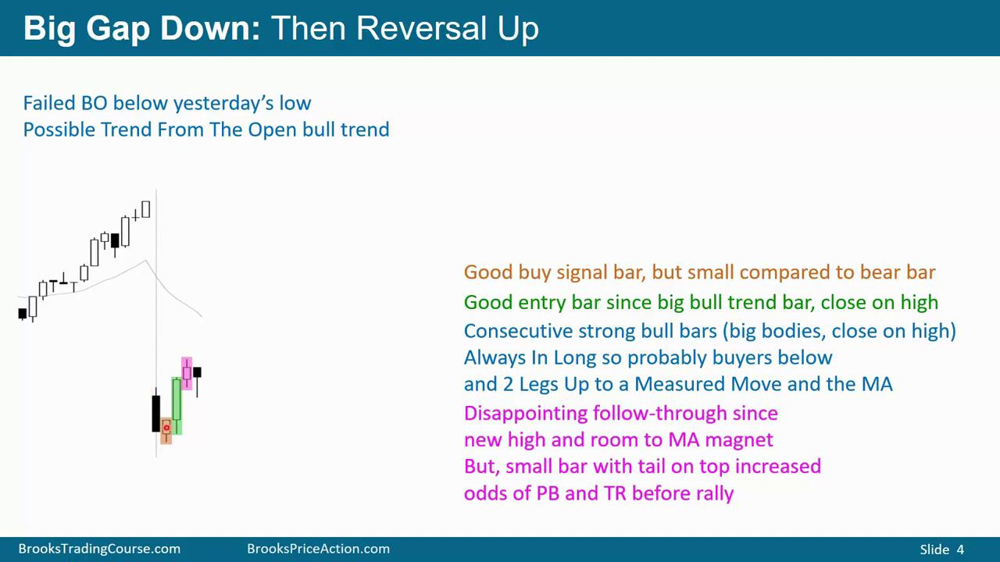 Big Gap Down: Then Reversal Up
Failed BO below yesterday’s low
Possible Trend From The Open bull trend
Good buy signal bar, but small compared to bear bar
Good entry bar since big bull trend bar, close on high
Consecutive strong bull bars (big bodies, close on high)
Always In Long so probably buyers below
and 2 Legs Up to a Measured Move and the MA
Disappointing follow-through since
new high and room to MA magnet
But, small bar with tail on top increased
odds of PB and TR before rally
BrooksTradingCourse.com
BrooksPriceAction.com
Slide 4